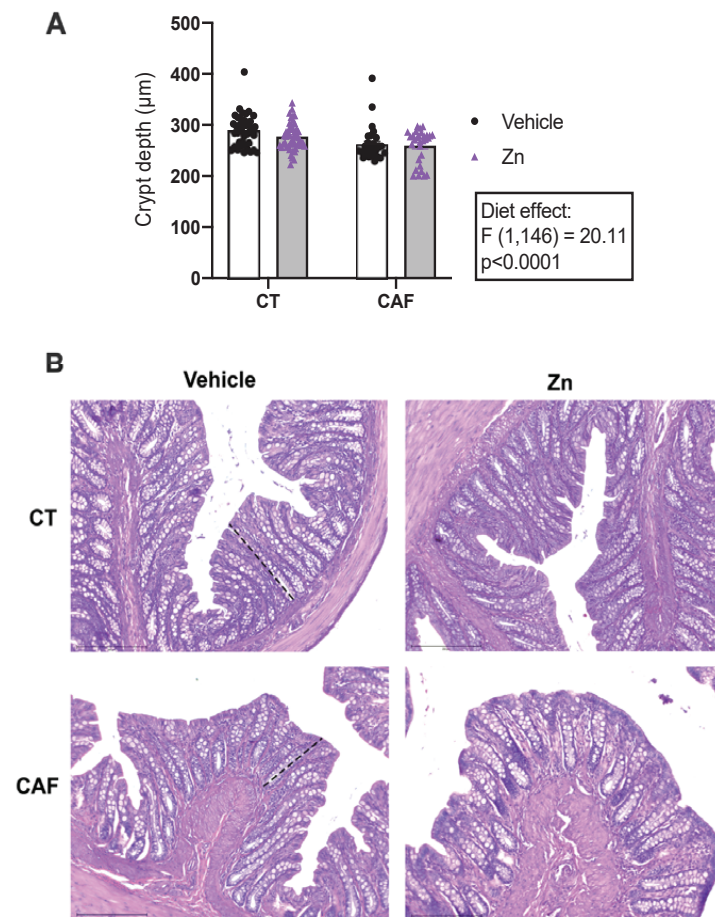 A
Crypt depth (µm)
500
400
300
200
100
0
CT
CAF
Vehicle
Zn
Diet effect:
F (1,146) = 20.11
p<0.0001
B
Vehicle
Zn
CT
CAF